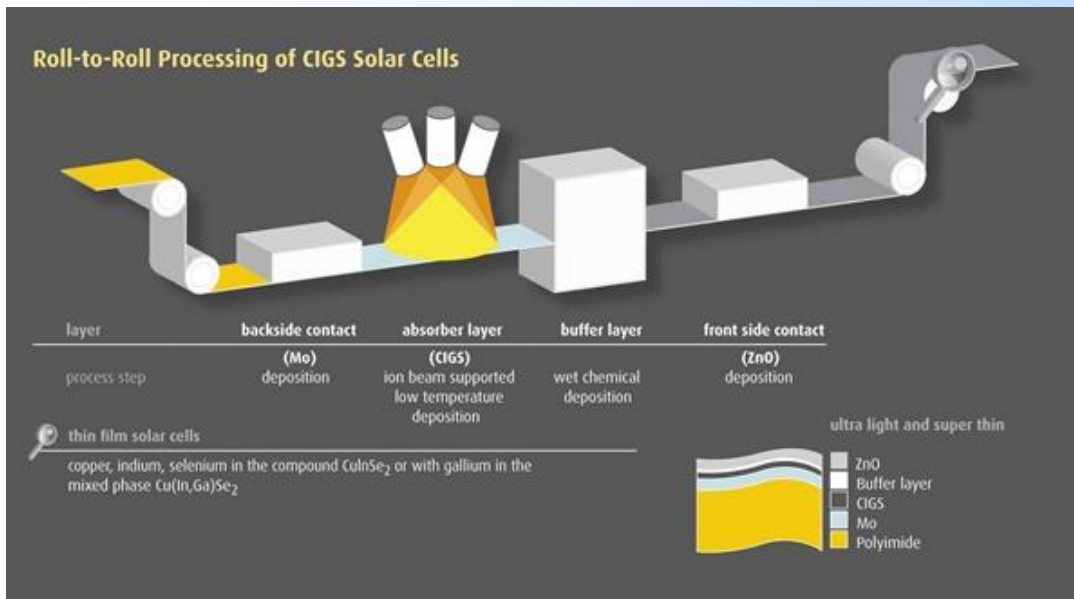 Roll-to-Roll Processing of CIGS Solar Cells
layer backside contact absorber layer buffer layer front side contact
(Mo) (CIGS) (ZnO)
process step deposition ion beam supported wet chemical deposition
low temperature deposition
deposition
thin film solar cells
copper, indium, selenium in the compound CuInSe₂ or with gallium in the
mixed phase Cu(In,Ga)Se₂
ultra light and super thin
ZnO
Buffer layer
CIGS
Mo
Polyimide